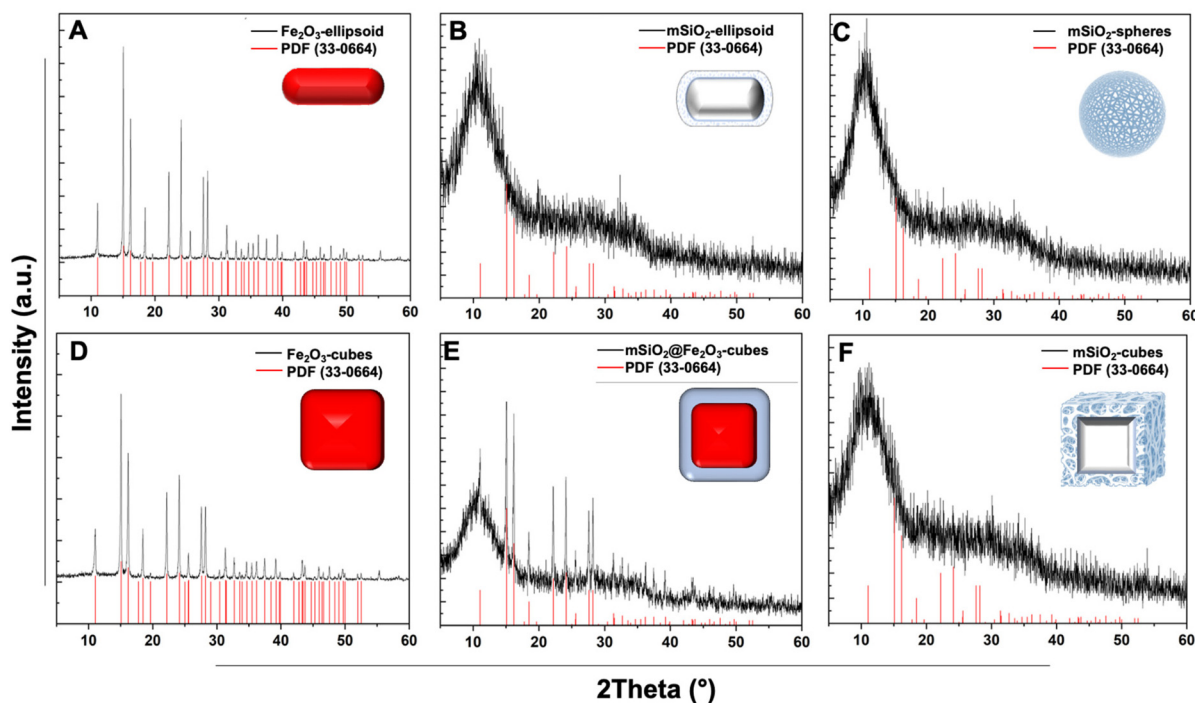 A
Fe₂O₃-ellipsoid
PDF (33-0664)
10 20 30 40 50 60
B
mSiO₂-ellipsoid
PDF (33-0664)
10 20 30 40 50 60
C
mSiO₂-spheres
PDF (33-0664)
10 20 30 40 50 60
Intensity (a.u.)
D
Fe₂O₃-cubes
PDF (33-0664)
10 20 30 40 50 60
E
mSiO₂@Fe₂O₃-cubes
PDF (33-0664)
10 20 30 40 50 60
F
mSiO₂-cubes
PDF (33-0664)
10 20 30 40 50 60
2Theta (°)